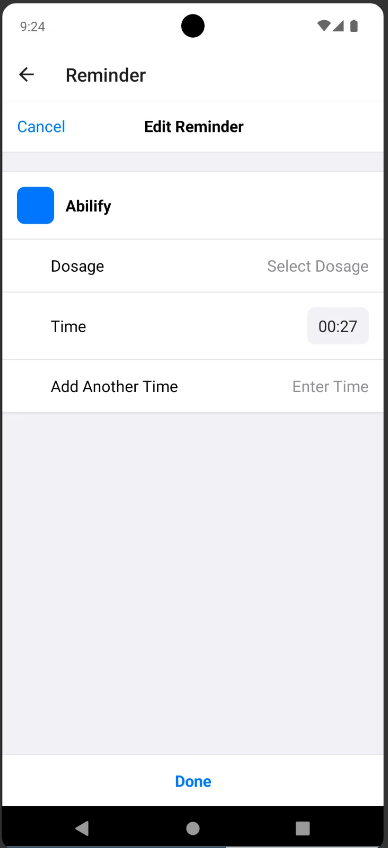 9:24
Reminder
Cancel Edit Reminder
Abilify
Dosage Select Dosage
Time 00:27
Add Another Time Enter Time
Done